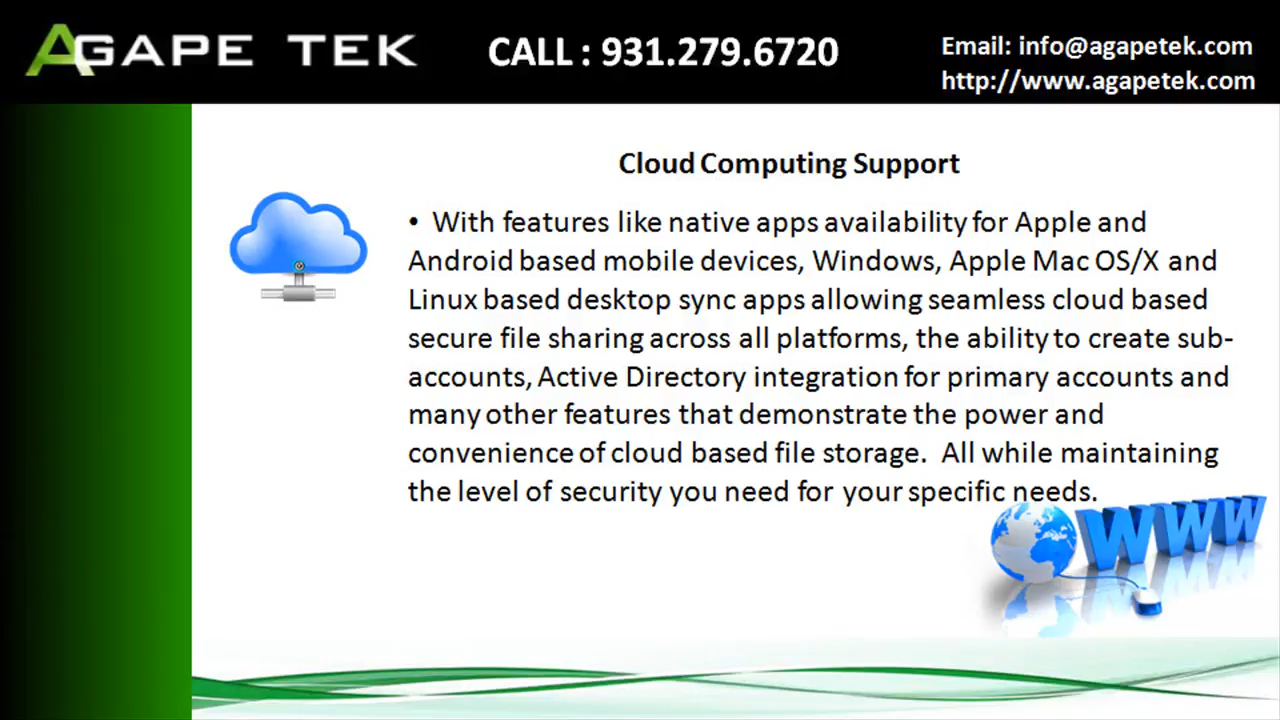 AGAPE TEK
CALL : 931.279.6720
Email: info@agapetek.com
http://www.agapetek.com
Cloud Computing Support
• With features like native apps availability for Apple and
Android based mobile devices, Windows, Apple Mac OS/X and
Linux based desktop sync apps allowing seamless cloud based
secure file sharing across all platforms, the ability to create sub-
accounts, Active Directory integration for primary accounts and
many other features that demonstrate the power and
convenience of cloud based file storage.  All while maintaining
the level of security you need for your specific needs.
WWW